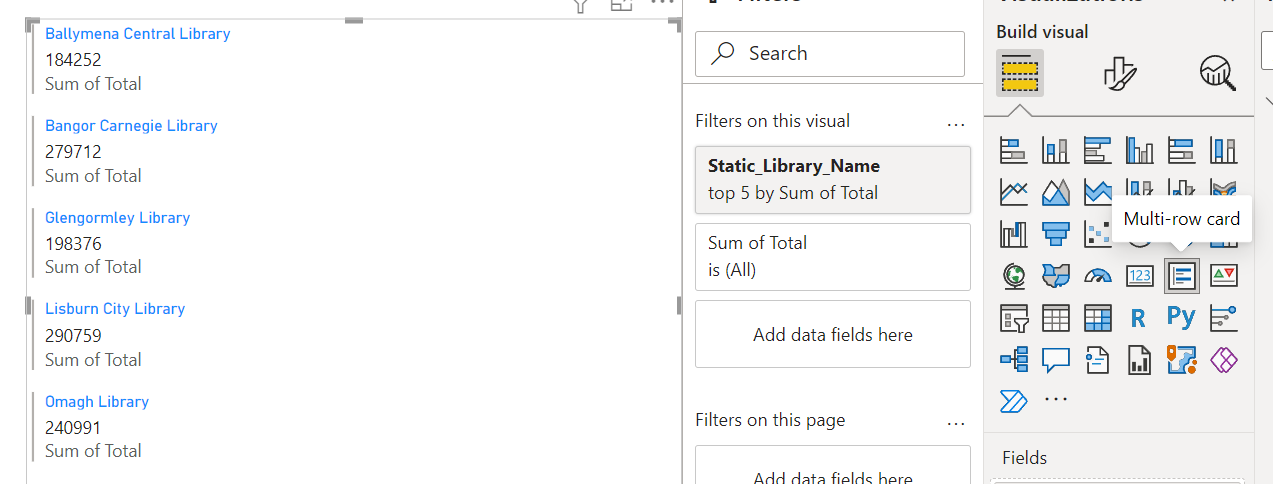 Ballymena Central Library
184252
Sum of Total
Bangor Carnegie Library
279712
Sum of Total
Glengormley Library
198376
Sum of Total
Lisburn City Library
290759
Sum of Total
Omagh Library
240991
Sum of Total
Search
Filters on this visual
...
Static_Library_Name
top 5 by Sum of Total
Sum of Total
is (All)
Add data fields here
Filters on this page
...
Add data fields here
Build visual
Multi-row card
123
R
Py
...
Fields